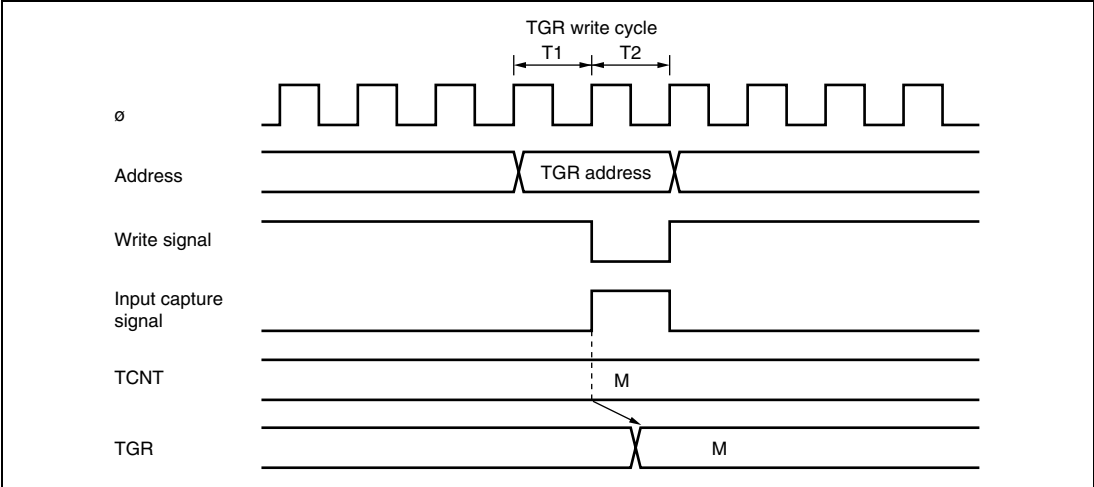 TGR write cycle
T1 T2
ø
Address TGR address
Write signal
Input capture
signal
TCNT M
TGR M